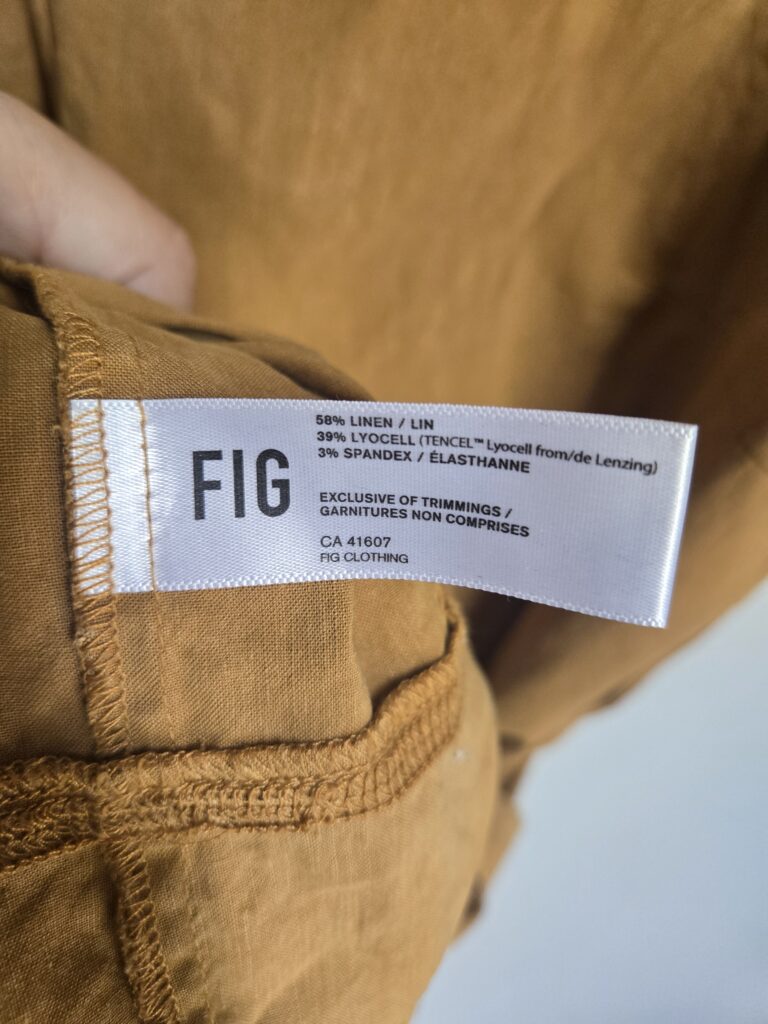 FIG
58% LINEN / LIN
39% LYOCELL (TENCEL™ Lyocell from/de Lenzing)
3% SPANDEX / ÉLASTHANNE
EXCLUSIVE OF TRIMMINGS /
GARNITURES NON COMPRISES
CA 41607
FIG CLOTHING